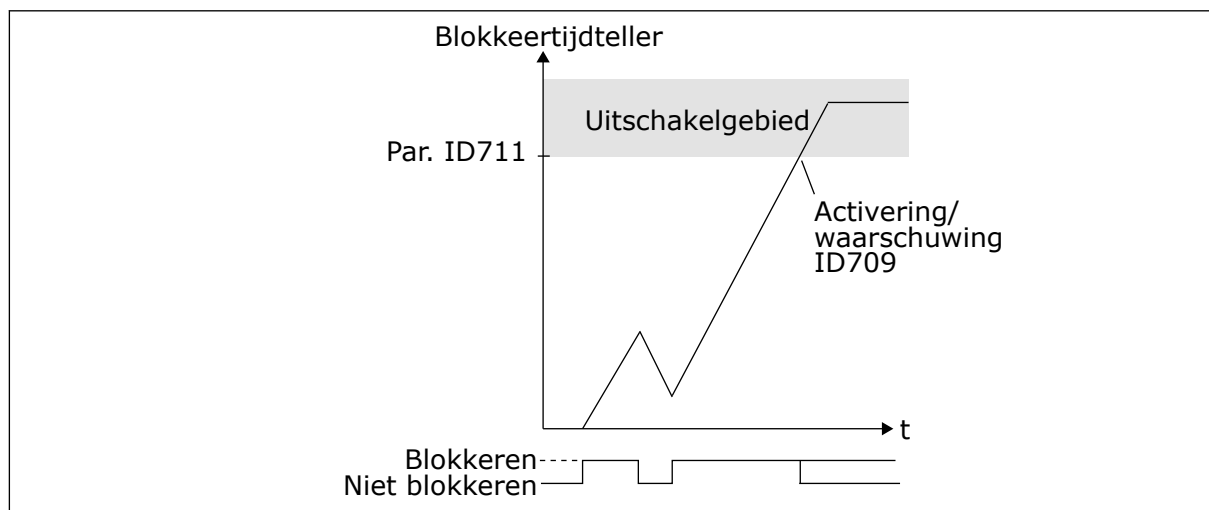 Blokkeertijdteller
Uitschakelgebied
Par. ID711
Activering/
waarschuwing
ID709
t
Blokkeren
Niet blokkeren